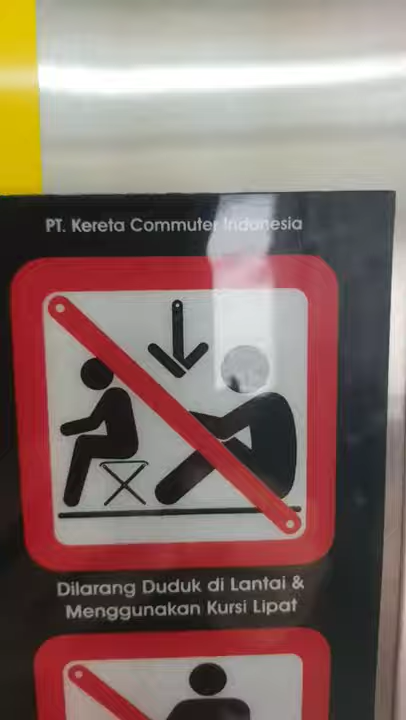 PT. Kereta Commuter Indonesia
Dilarang Duduk di Lantai &
Menggunakan Kursi Lipat